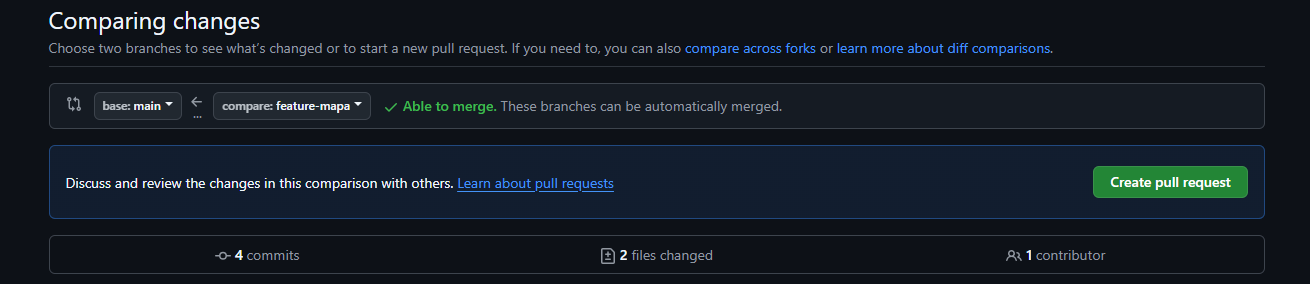 Comparing changes
Choose two branches to see what's changed or to start a new pull request. If you need to, you can also compare across forks or learn more about diff comparisons.
base: main ... compare: feature-mapa Able to merge. These branches can be automatically merged.
Discuss and review the changes in this comparison with others. Learn about pull requests Create pull request
4 commits 2 files changed 1 contributor